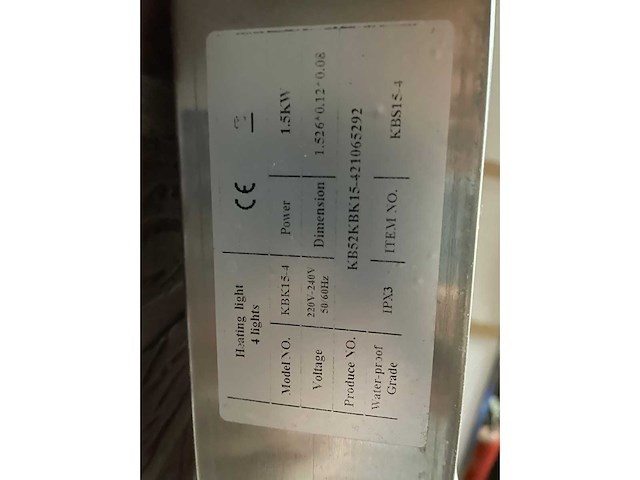 Heating light
4 lights
CE
Model NO. KBK15-4 Power 1.5KW
Voltage 220V-240V 50/60Hz Dimension 1.526*0.12*0.08
Produce NO. KB52KBK15-421065292
Water-proof Grade IPX3 ITEM NO. KBS15-4